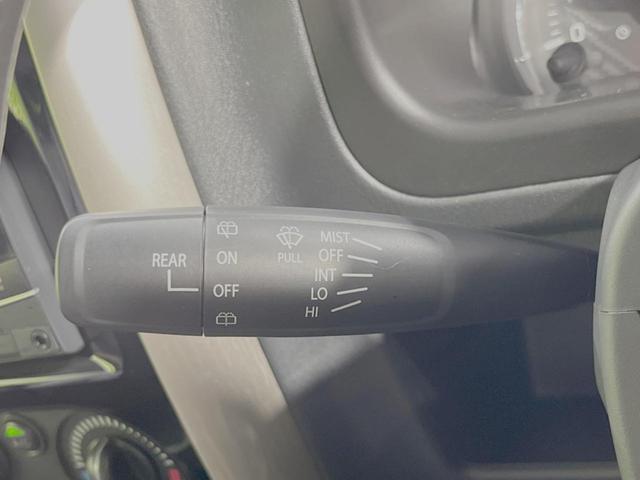 REAR
ON
OFF
PULL
MIST
OFF
INT
LO
HI